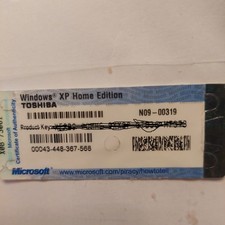 Windows® XP Home Edition
TOSHIBA
N09-00319
Product Key:
00043-448-367-566
Microsoft®
Certificate of Authenticity
Microsoft
www.microsoft.com/piracy/howtotell